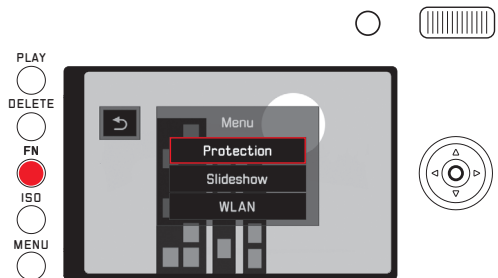 PLAY
DELETE
FN
ISO
MENU
Menu
Protection
Slideshow
WLAN